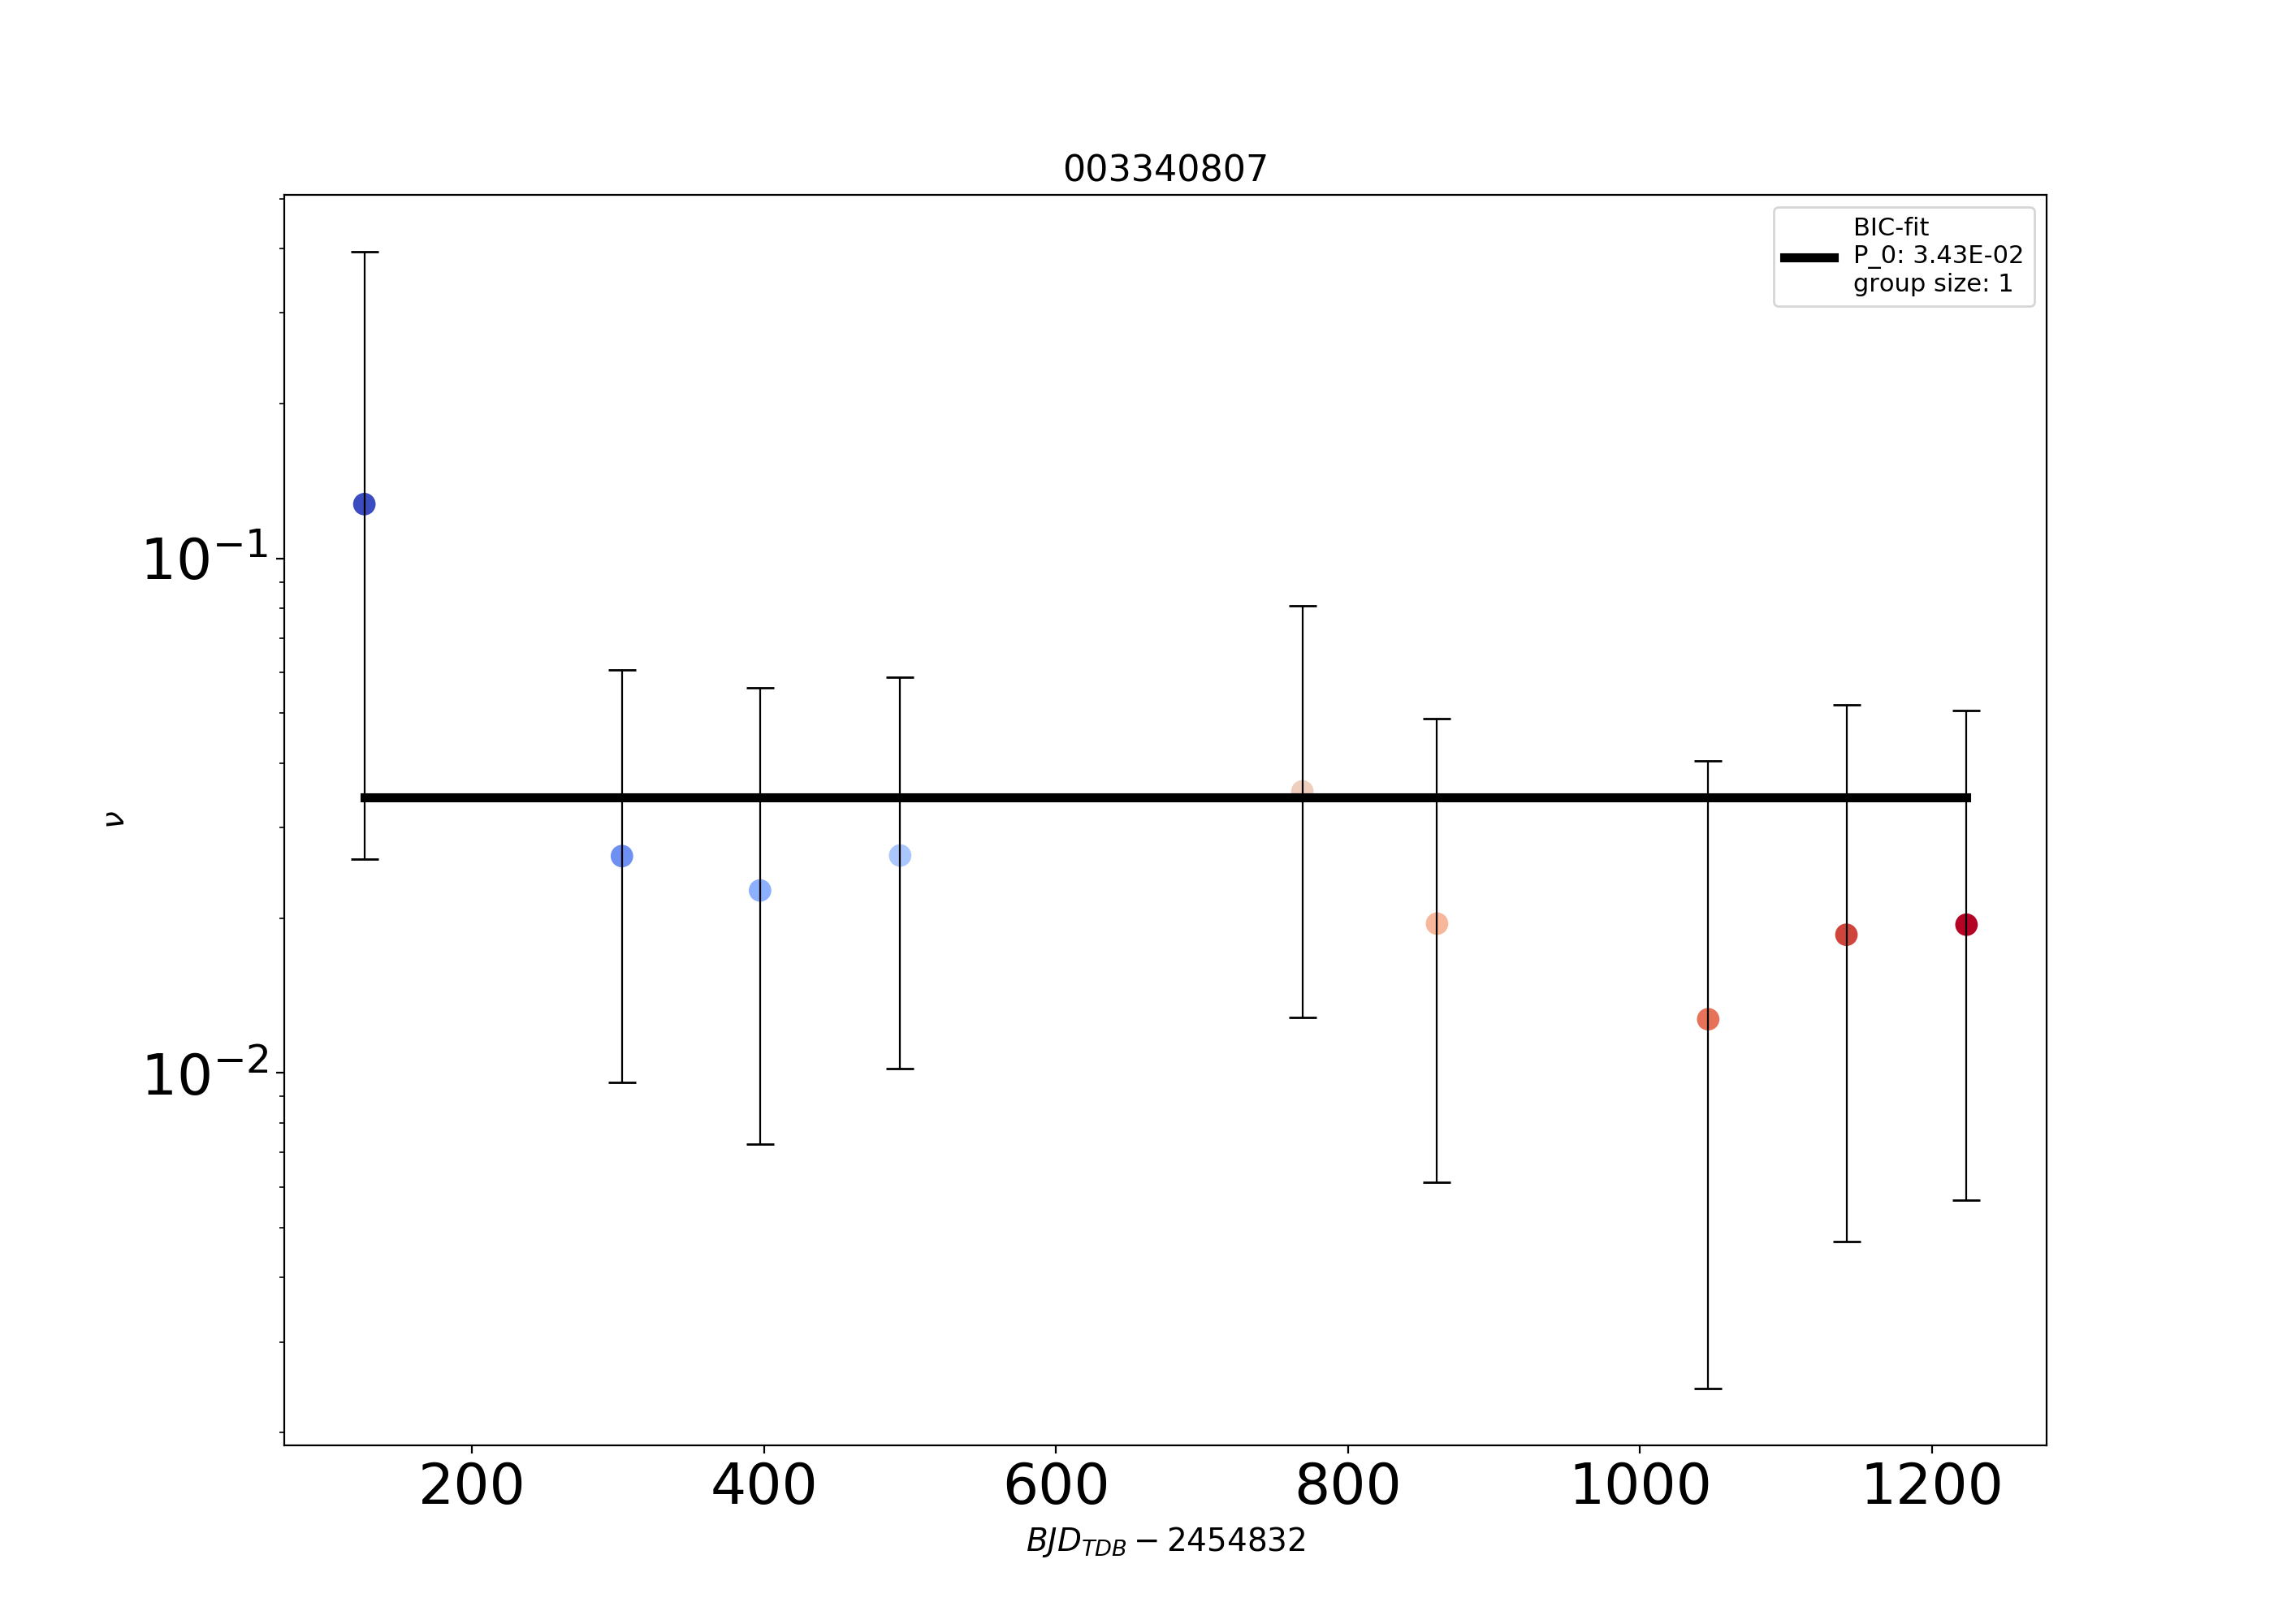 003340807
BIC-fit
P_0: 3.43E-02
group size: 1
10⁻¹
10⁻²
ν
200 400 600 800 1000 1200
BJD_{TDB} − 2454832